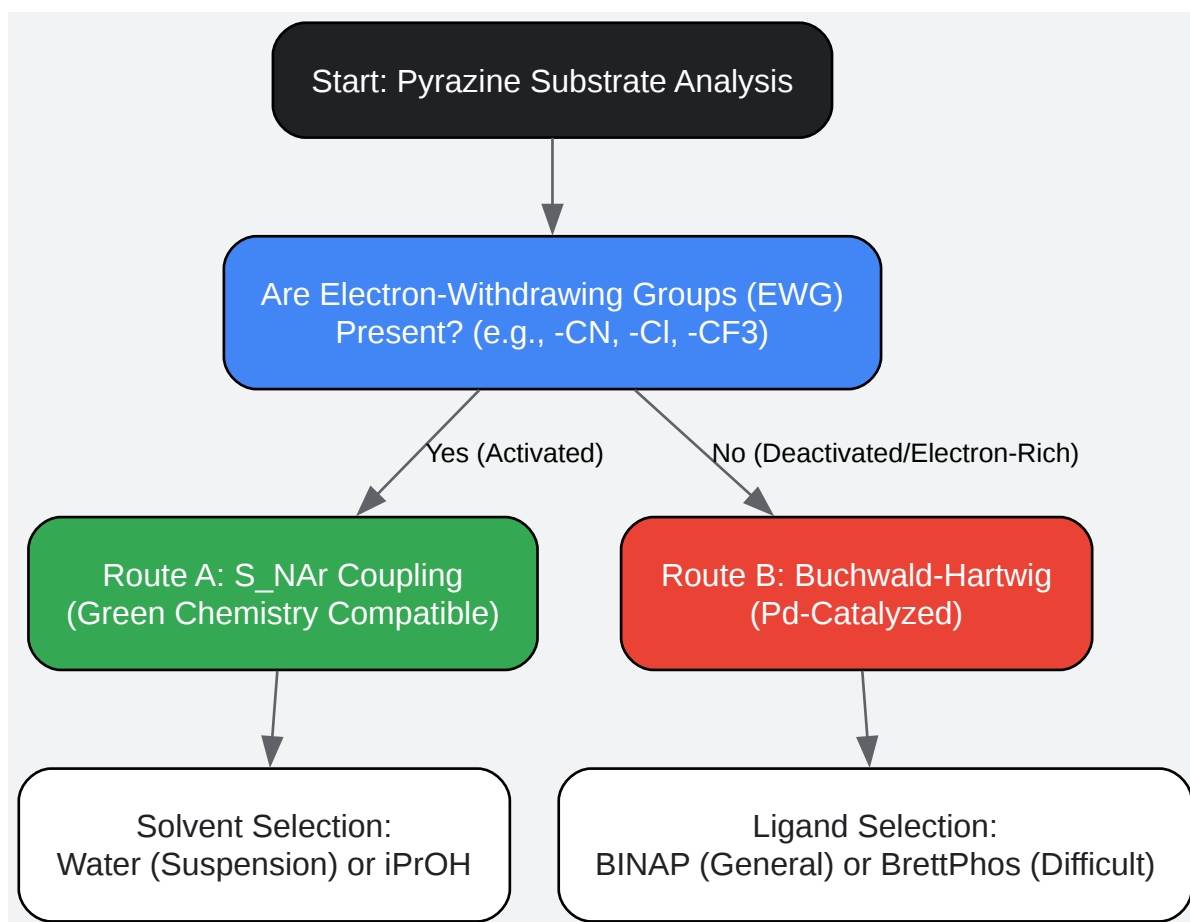 Start: Pyrazine Substrate Analysis
Are Electron-Withdrawing Groups (EWG)
Present? (e.g., -CN, -Cl, -CF3)
Yes (Activated)
No (Deactivated/Electron-Rich)
Route A: S_NAr Coupling
(Green Chemistry Compatible)
Route B: Buchwald-Hartwig
(Pd-Catalyzed)
Solvent Selection:
Water (Suspension) or iPrOH
Ligand Selection:
BINAP (General) or BrettPhos (Difficult)